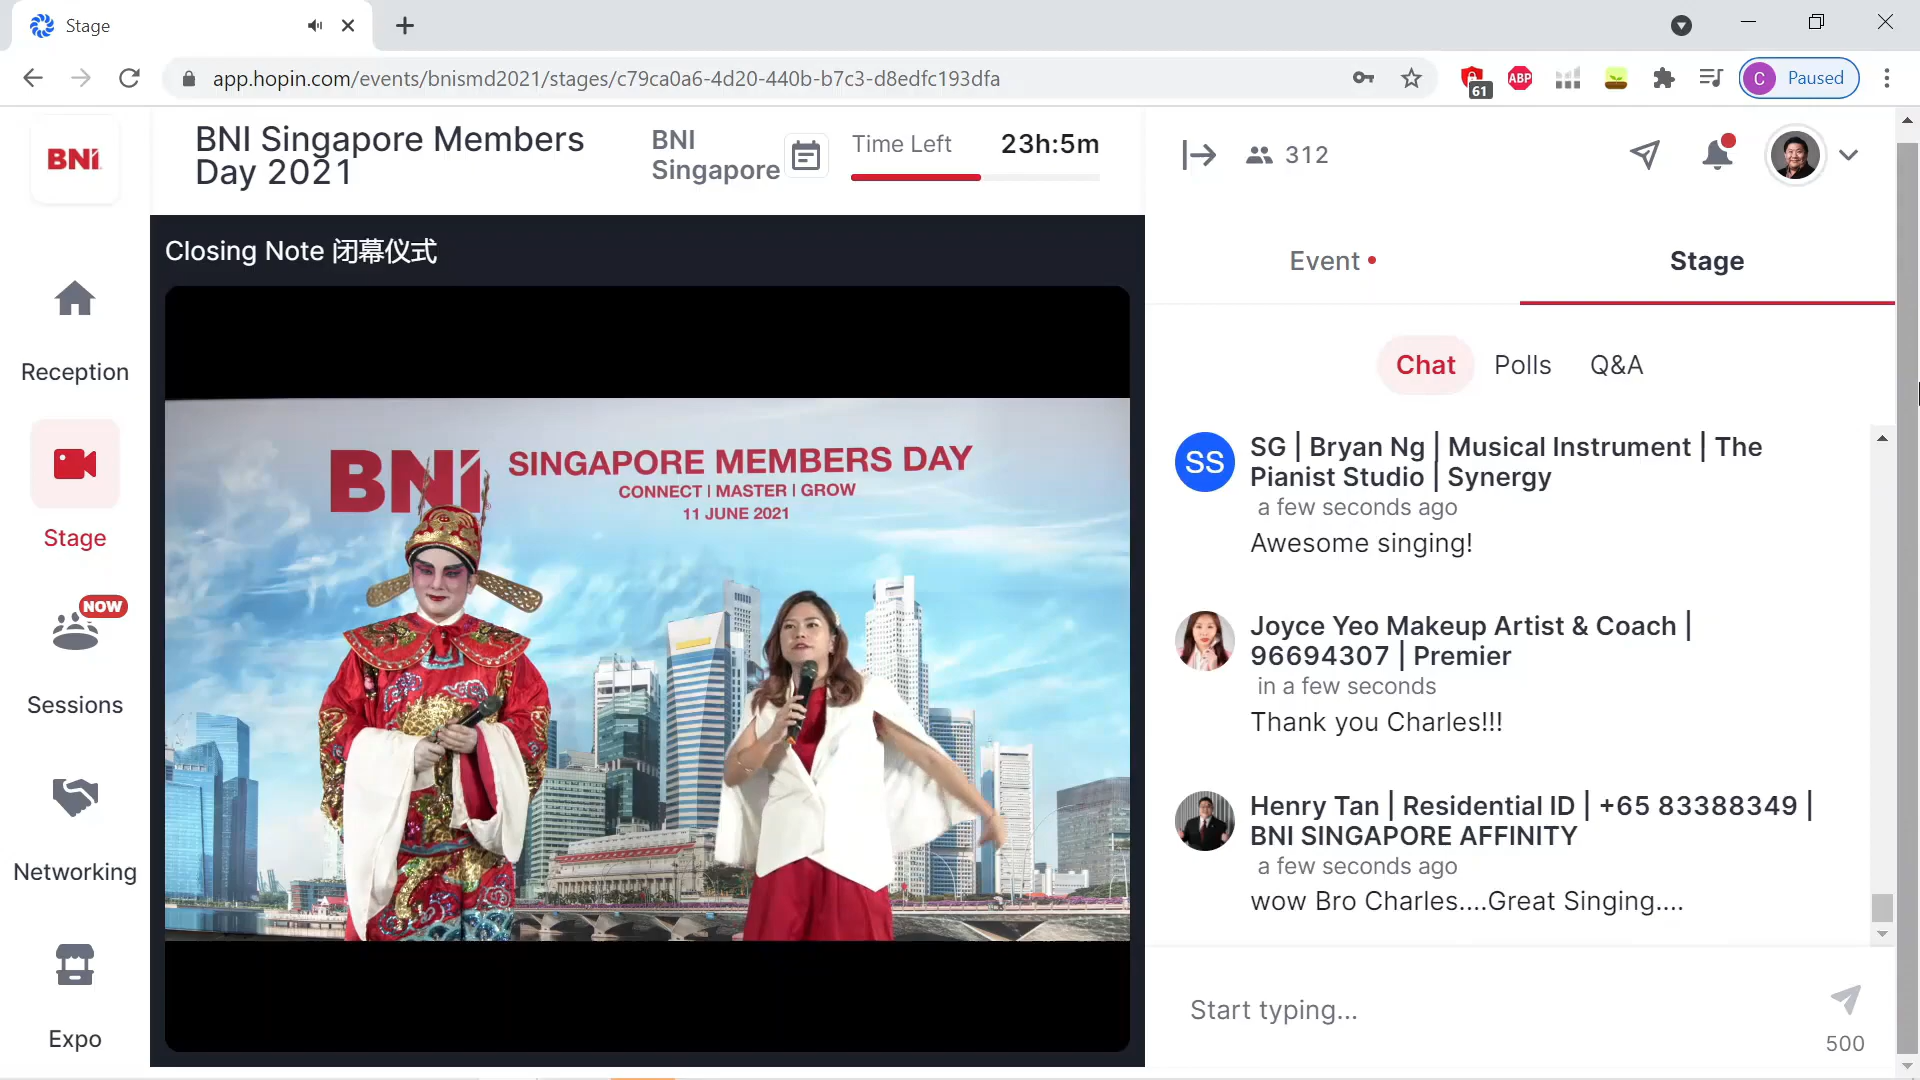 Stage
app.hopin.com/events/bnismd2021/stages/c79ca0a6-4d20-440b-b7c3-d8edfc193dfa
61
ABP
C
Paused
BNI
BNI Singapore Members
Day 2021
BNI
Singapore
Time Left
23h:5m
312
Reception
Stage
NOW
Sessions
Networking
Expo
Closing Note 闭幕仪式
BNI
SINGAPORE MEMBERS DAY
CONNECT | MASTER | GROW
11 JUNE 2021
Event
Stage
Chat
Polls
Q&A
SS
SG | Bryan Ng | Musical Instrument | The
Pianist Studio | Synergy
a few seconds ago
Awesome singing!
Joyce Yeo Makeup Artist & Coach |
96694307 | Premier
in a few seconds
Thank you Charles!!!
Henry Tan | Residential ID | +65 83388349 |
BNI SINGAPORE AFFINITY
a few seconds ago
wow Bro Charles....Great Singing....
Start typing...
500